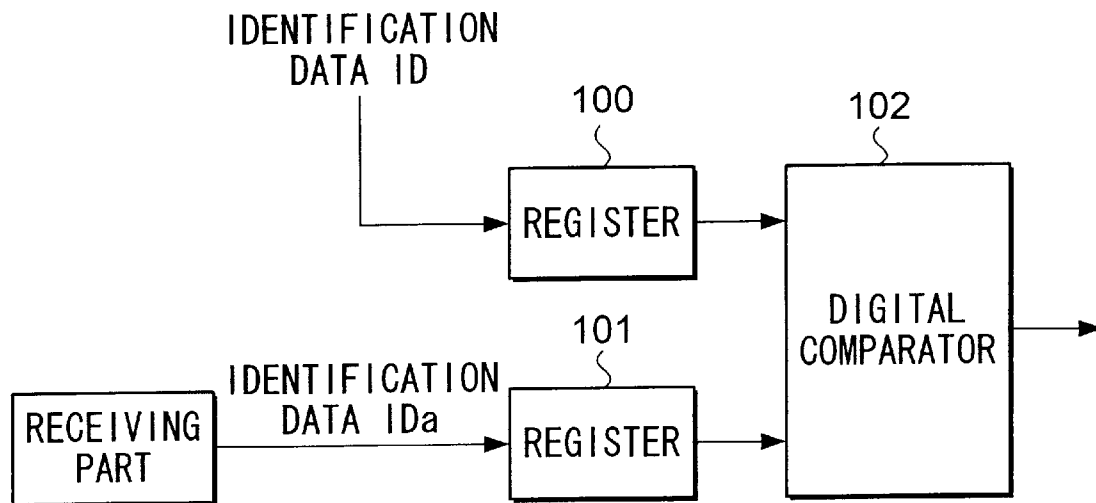 IDENTIFICATION
DATA ID
100
REGISTER
102
DIGITAL
COMPARATOR
101
REGISTER
IDENTIFICATION
DATA IDa
RECEIVING
PART